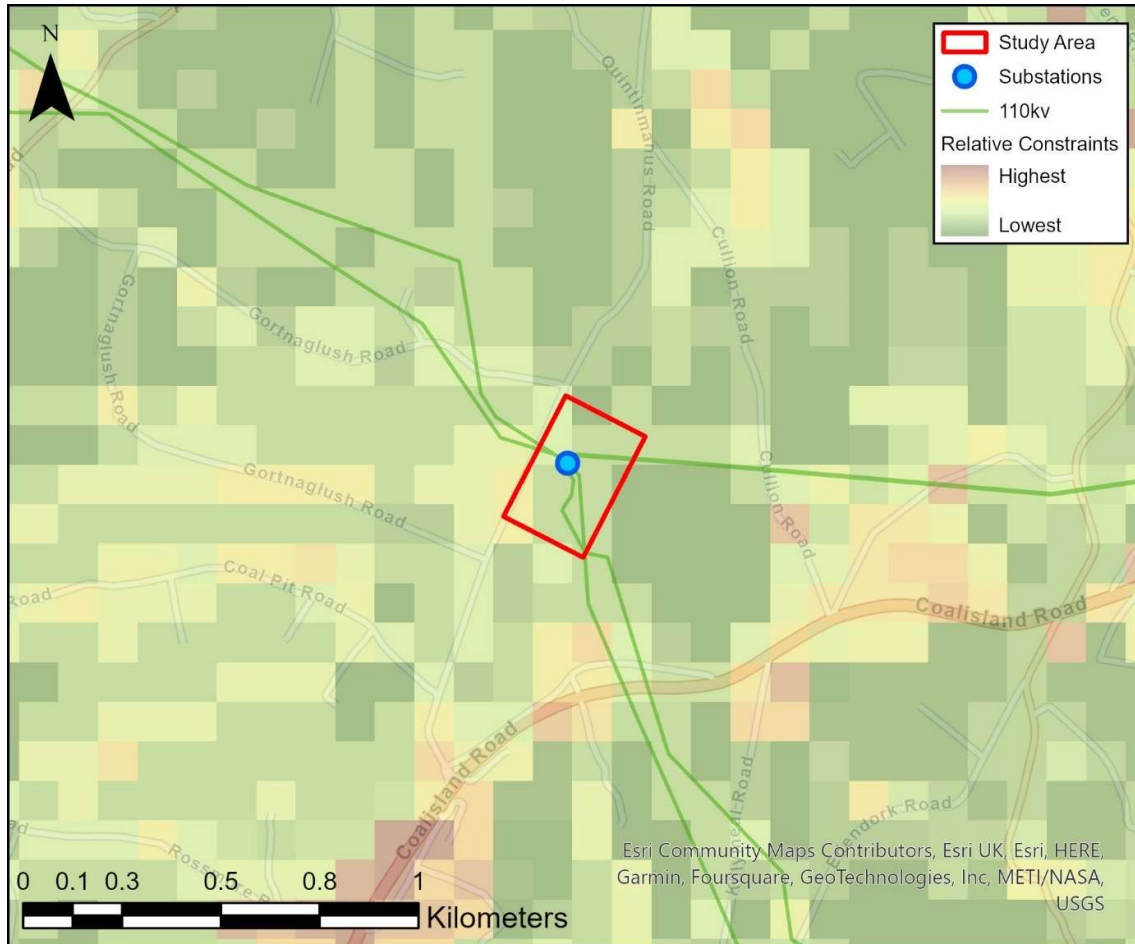 N
Study Area
Substations
110kv
Relative Constraints
Highest
Lowest
Quintinmanus Road
Cullion Road
Gortnaglush Road
Gortnaglush Road
Gortnaglush Road
Cullion Road
Coal Pit Road
Road
Coalisland Road
Coalisland Road
Road
Esri Community Maps Contributors, Esri UK, Esri, HERE,
Garmin, Foursquare, GeoTechnologies, Inc, METI/NASA,
USGS
0 0.1 0.3 0.5 0.8 1
Kilometers